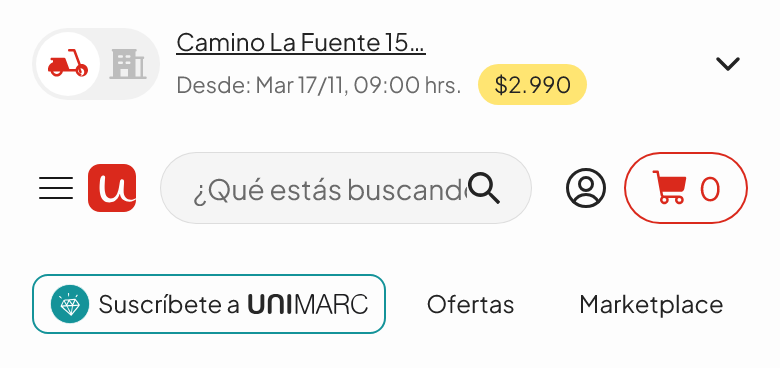 Camino La Fuente 15...
Desde: Mar 17/11, 09:00 hrs. $2.990
u ¿Qué estás buscand 0
Suscríbete a UNIMARC Ofertas Marketplace